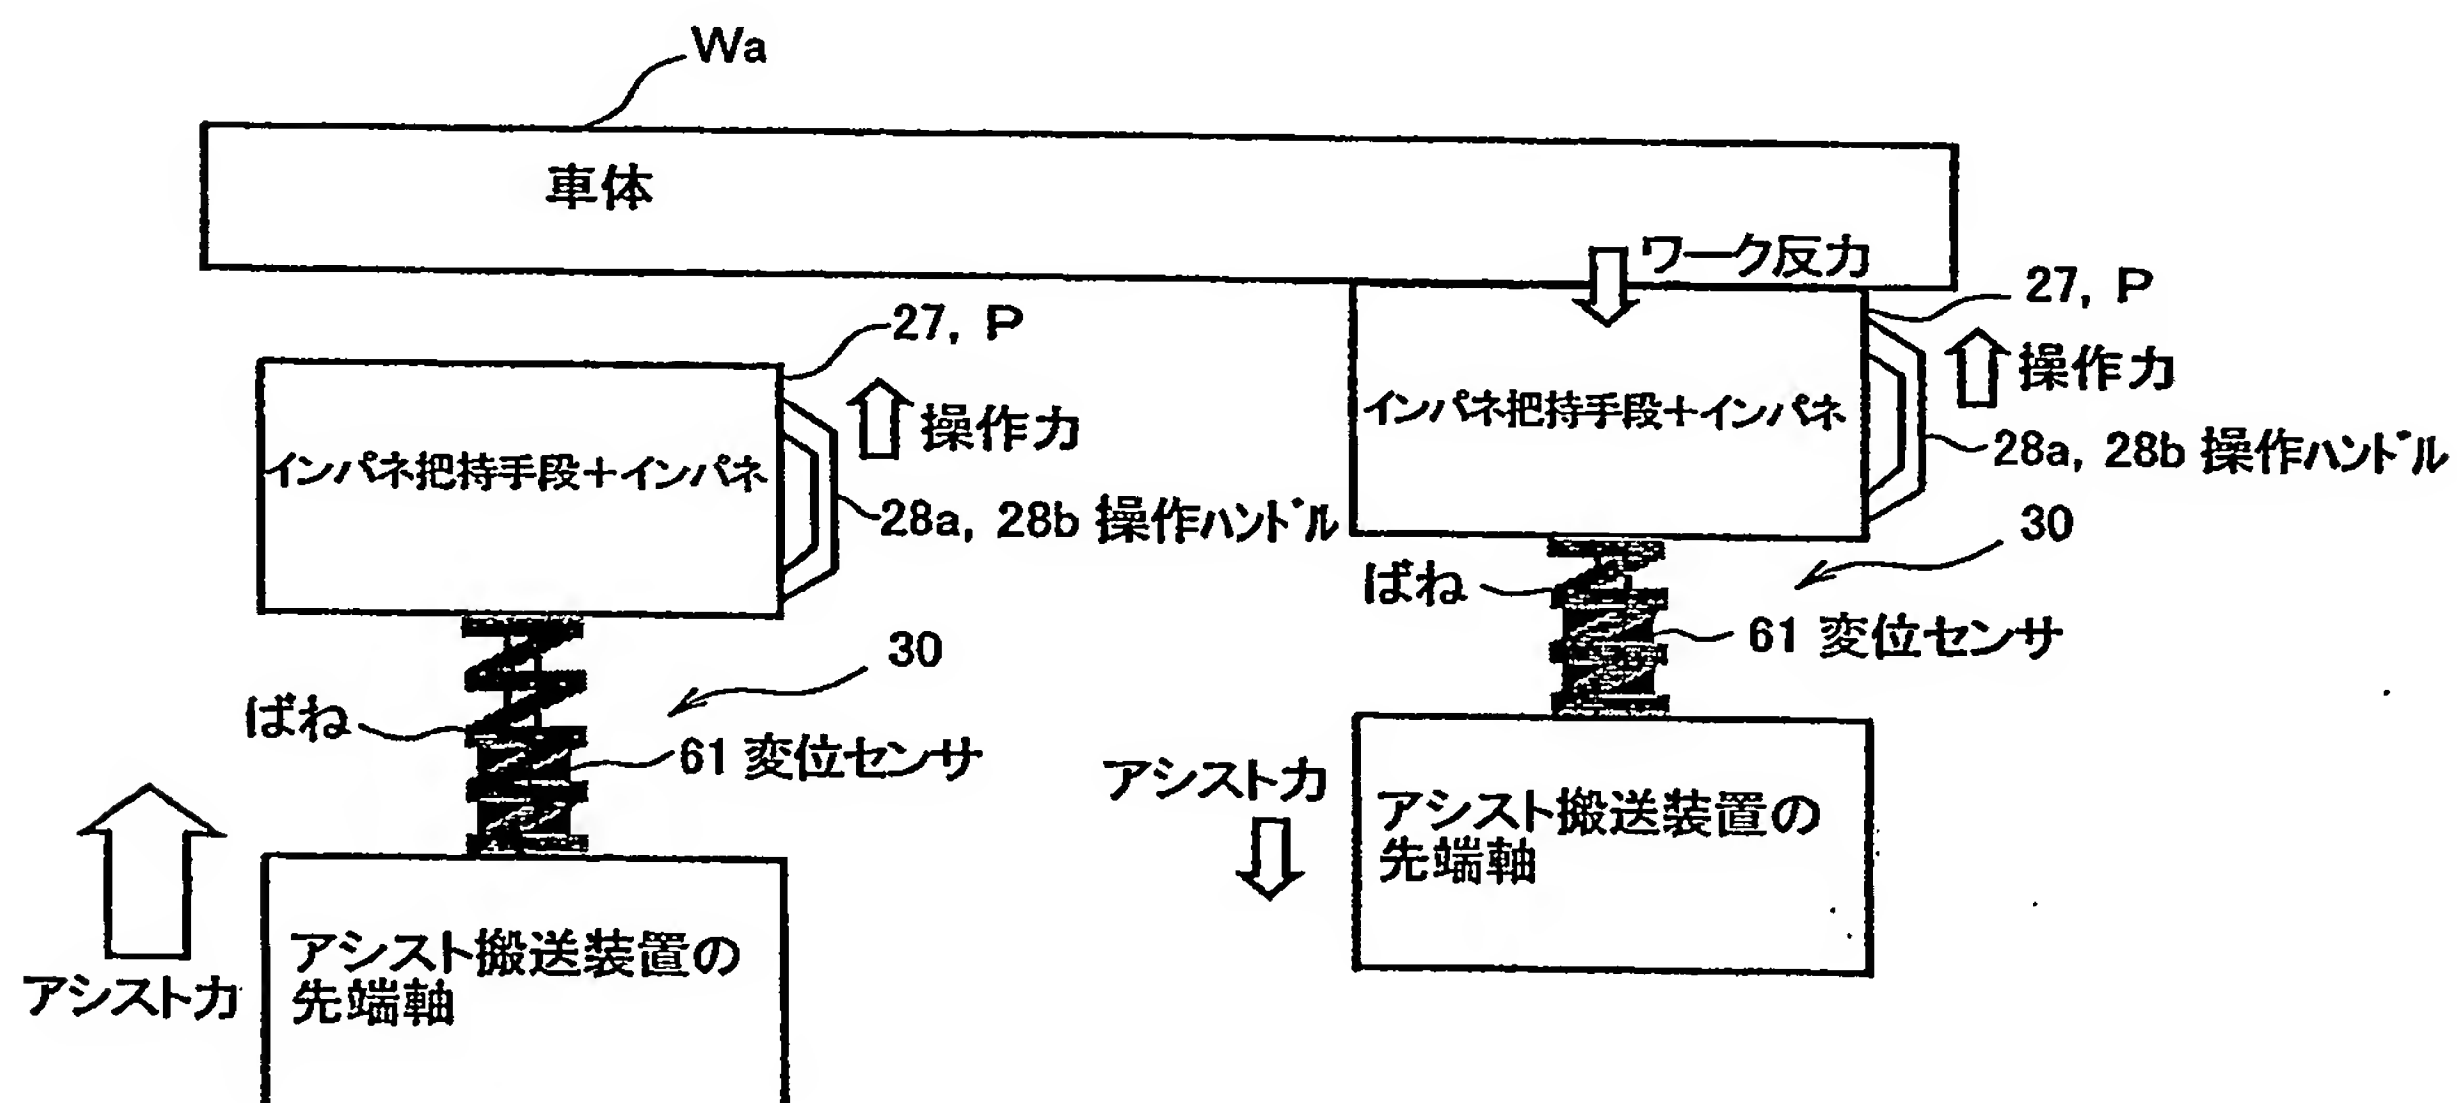 Wa
車体
ワーク反力
27, P
操作力
インパネ把持手段+インパネ
28a, 28b 操作ハンドル
30
ばね
61 変位センサ
アシスト力
アシスト搬送装置の
先端軸
27, P
操作力
インパネ把持手段+インパネ
28a, 28b 操作ハンドル
30
ばね
61 変位センサ
アシスト力
アシスト搬送装置の
先端軸